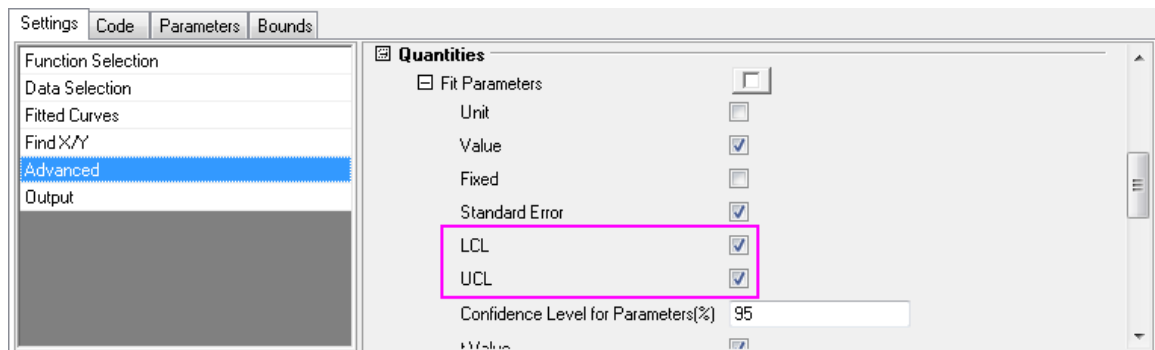 Settings Code Parameters Bounds
Function Selection
Data Selection
Fitted Curves
Find X/Y
Advanced
Output
Quantities
Fit Parameters
Unit
Value
Fixed
Standard Error
LCL
UCL
Confidence Level for Parameters(%) 95